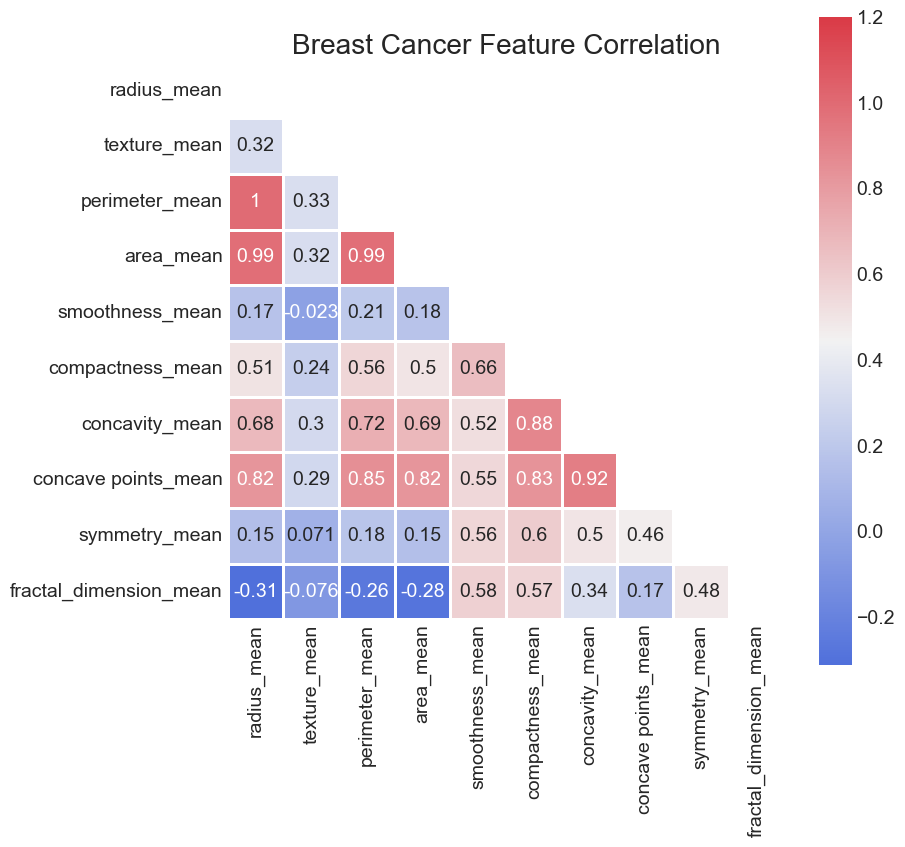 Breast Cancer Feature Correlation
1.2
1.0
0.8
0.6
0.4
0.2
0.0
−0.2
radius_mean
texture_mean 0.32
perimeter_mean 1 0.33
area_mean 0.99 0.32 0.99
smoothness_mean 0.17 -0.023 0.21 0.18
compactness_mean 0.51 0.24 0.56 0.5 0.66
concavity_mean 0.68 0.3 0.72 0.69 0.52 0.88
concave points_mean 0.82 0.29 0.85 0.82 0.55 0.83 0.92
symmetry_mean 0.15 0.071 0.18 0.15 0.56 0.6 0.5 0.46
fractal_dimension_mean -0.31 -0.076 -0.26 -0.28 0.58 0.57 0.34 0.17 0.48
radius_mean
texture_mean
perimeter_mean
area_mean
smoothness_mean
compactness_mean
concavity_mean
concave points_mean
symmetry_mean
fractal_dimension_mean